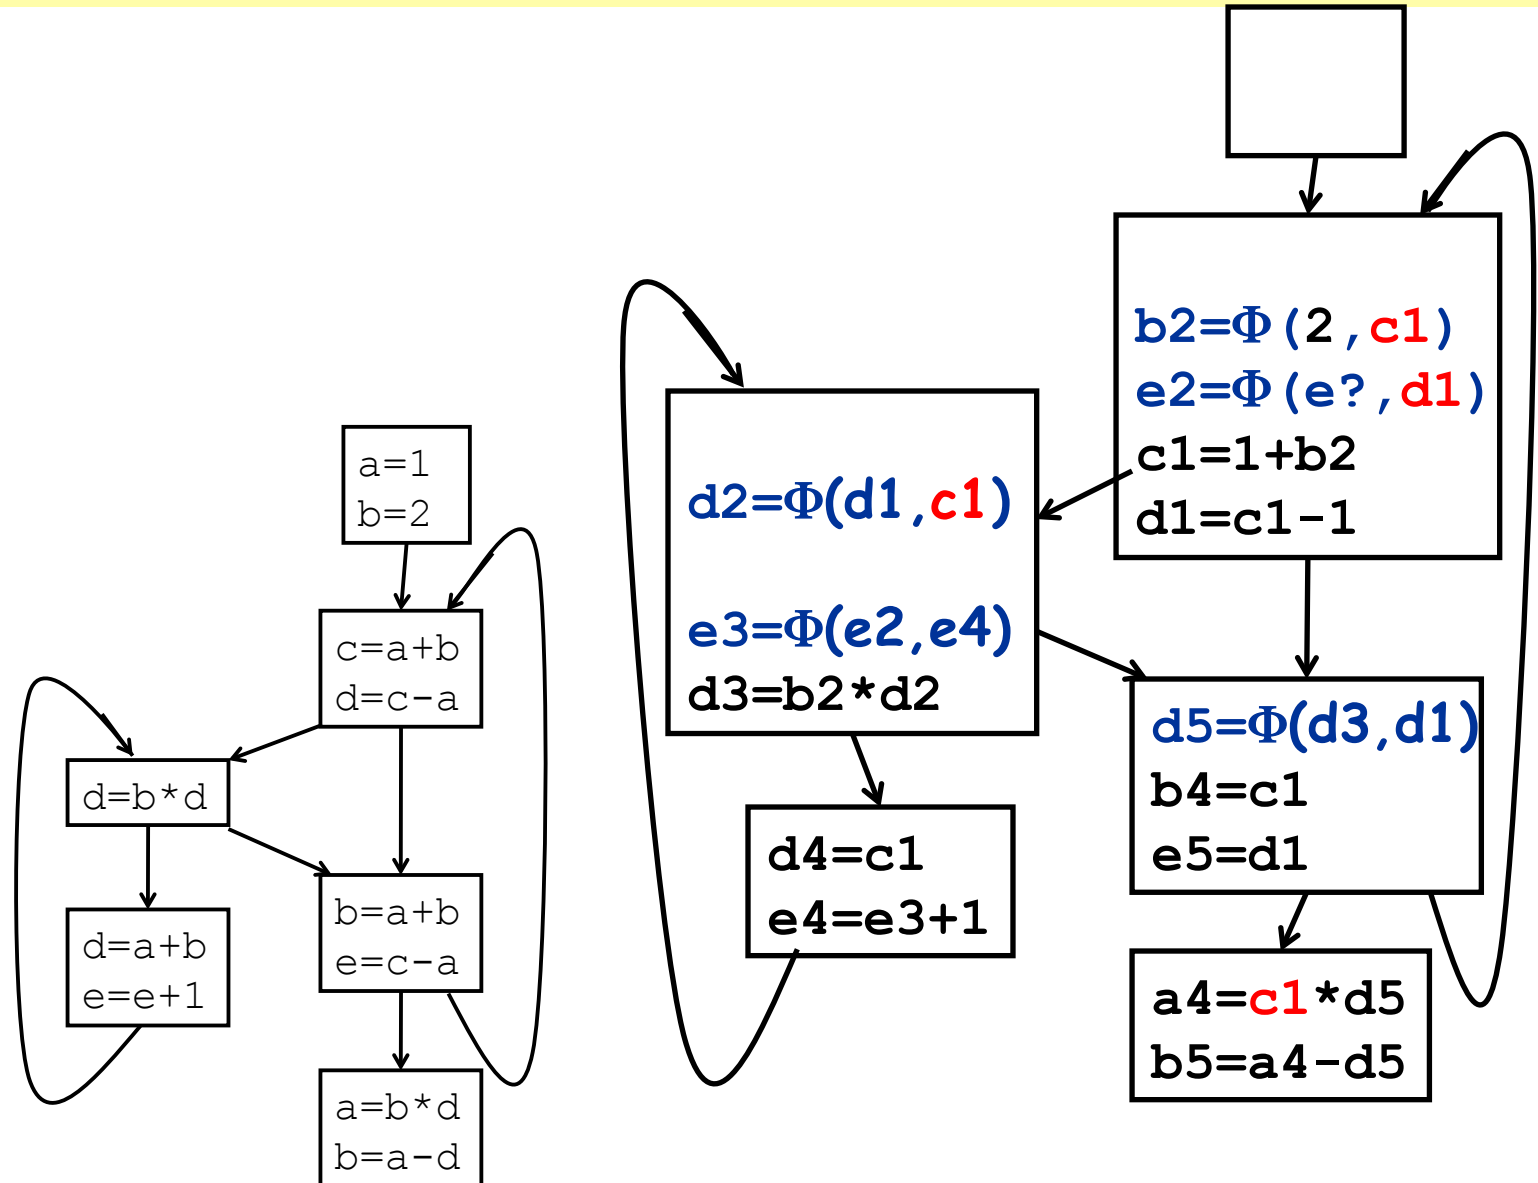 a=1
b=2
c=a+b
d=c-a
d=b*d
d=a+b
e=e+1
b=a+b
e=c-a
a=b*d
b=a-d
b2=Φ(2,c1)
e2=Φ(e?,d1)
c1=1+b2
d1=c1-1
d2=Φ(d1,c1)
e3=Φ(e2,e4)
d3=b2*d2
d4=c1
e4=e3+1
d5=Φ(d3,d1)
b4=c1
e5=d1
a4=c1*d5
b5=a4-d5